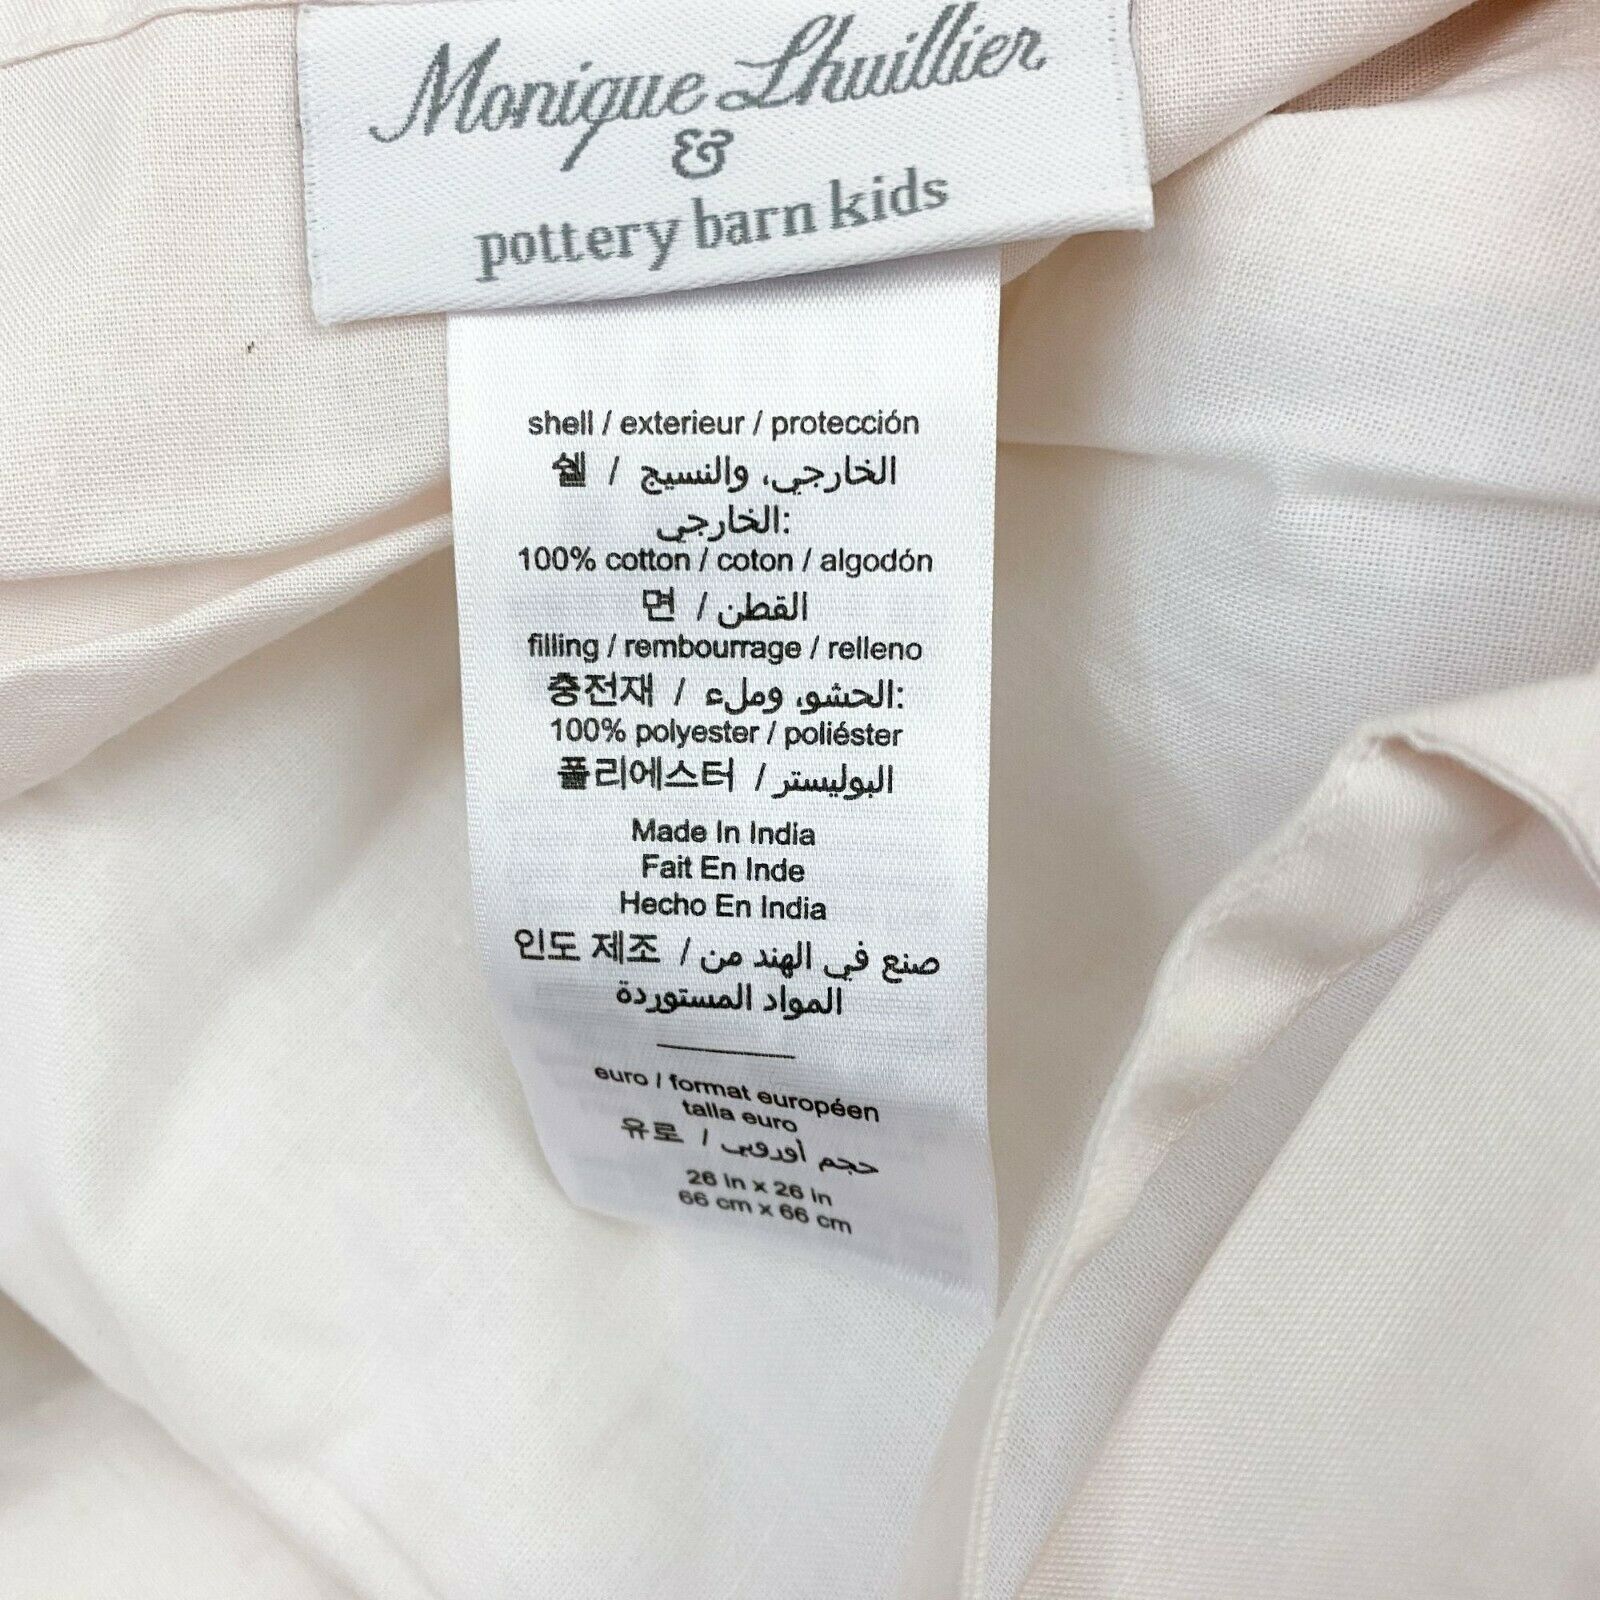 Monique Lhuillier
&
pottery barn kids
shell / exterieur / protección
쉘 / الخارجي، والنسيج
الخارجي:
100% cotton / coton / algodón
면 / القطن
filling / rembourrage / relleno
충전재 / الحشو، وملء:
100% polyester / poliéster
폴리에스터 / البوليستر
Made In India
Fait En Inde
Hecho En India
인도 제조 / صنع في الهند من
المواد المستوردة
euro / format européen
talla euro
유로 / حجم أوروبي
26 in x 26 in
66 cm x 66 cm